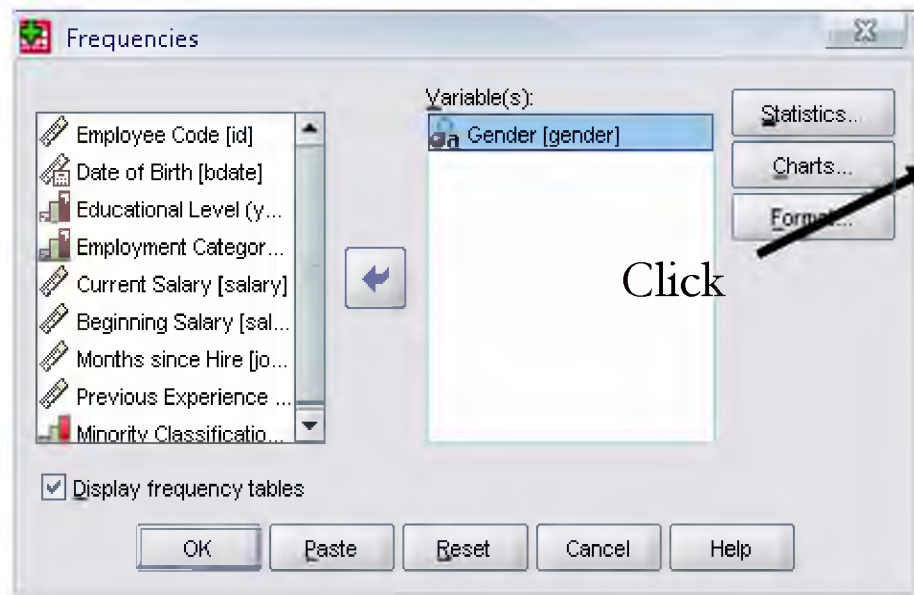 Frequencies
Variable(s):
Employee Code [id]
Date of Birth [bdate]
Educational Level (y...
Employment Categor...
Current Salary [salary]
Beginning Salary [sal...
Months since Hire [jo...
Previous Experience ...
Minority Classificatio...
Gender [gender]
Statistics...
Charts...
Format...
Click
Display frequency tables
OK Paste Reset Cancel Help